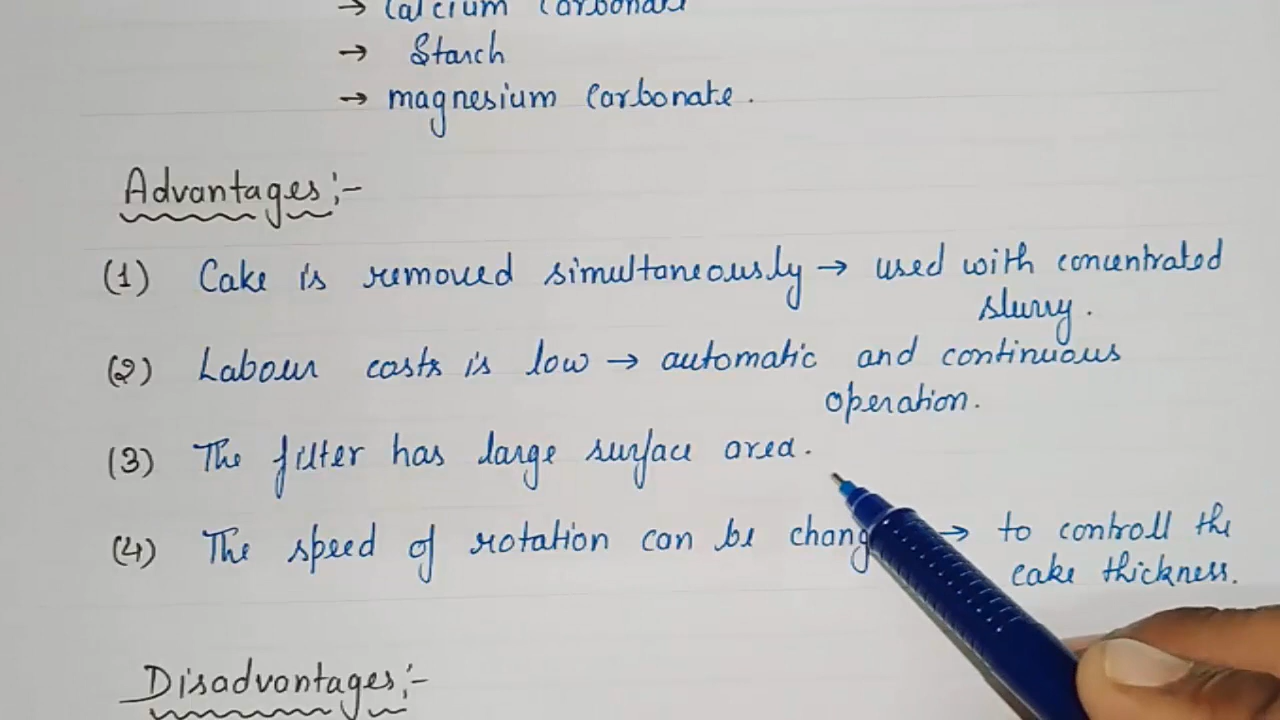 → Calcium Carbonate
→ Starch
→ magnesium Carbonate.
Advantages:-
(1) Cake is removed simultaneously → used with concentrated
slurry.
(2) Labour costs is low → automatic and continuous
operation.
(3) The filter has large surface area.
(4) The speed of rotation can be chang → to controll the
cake thickness.
Disadvantages:-